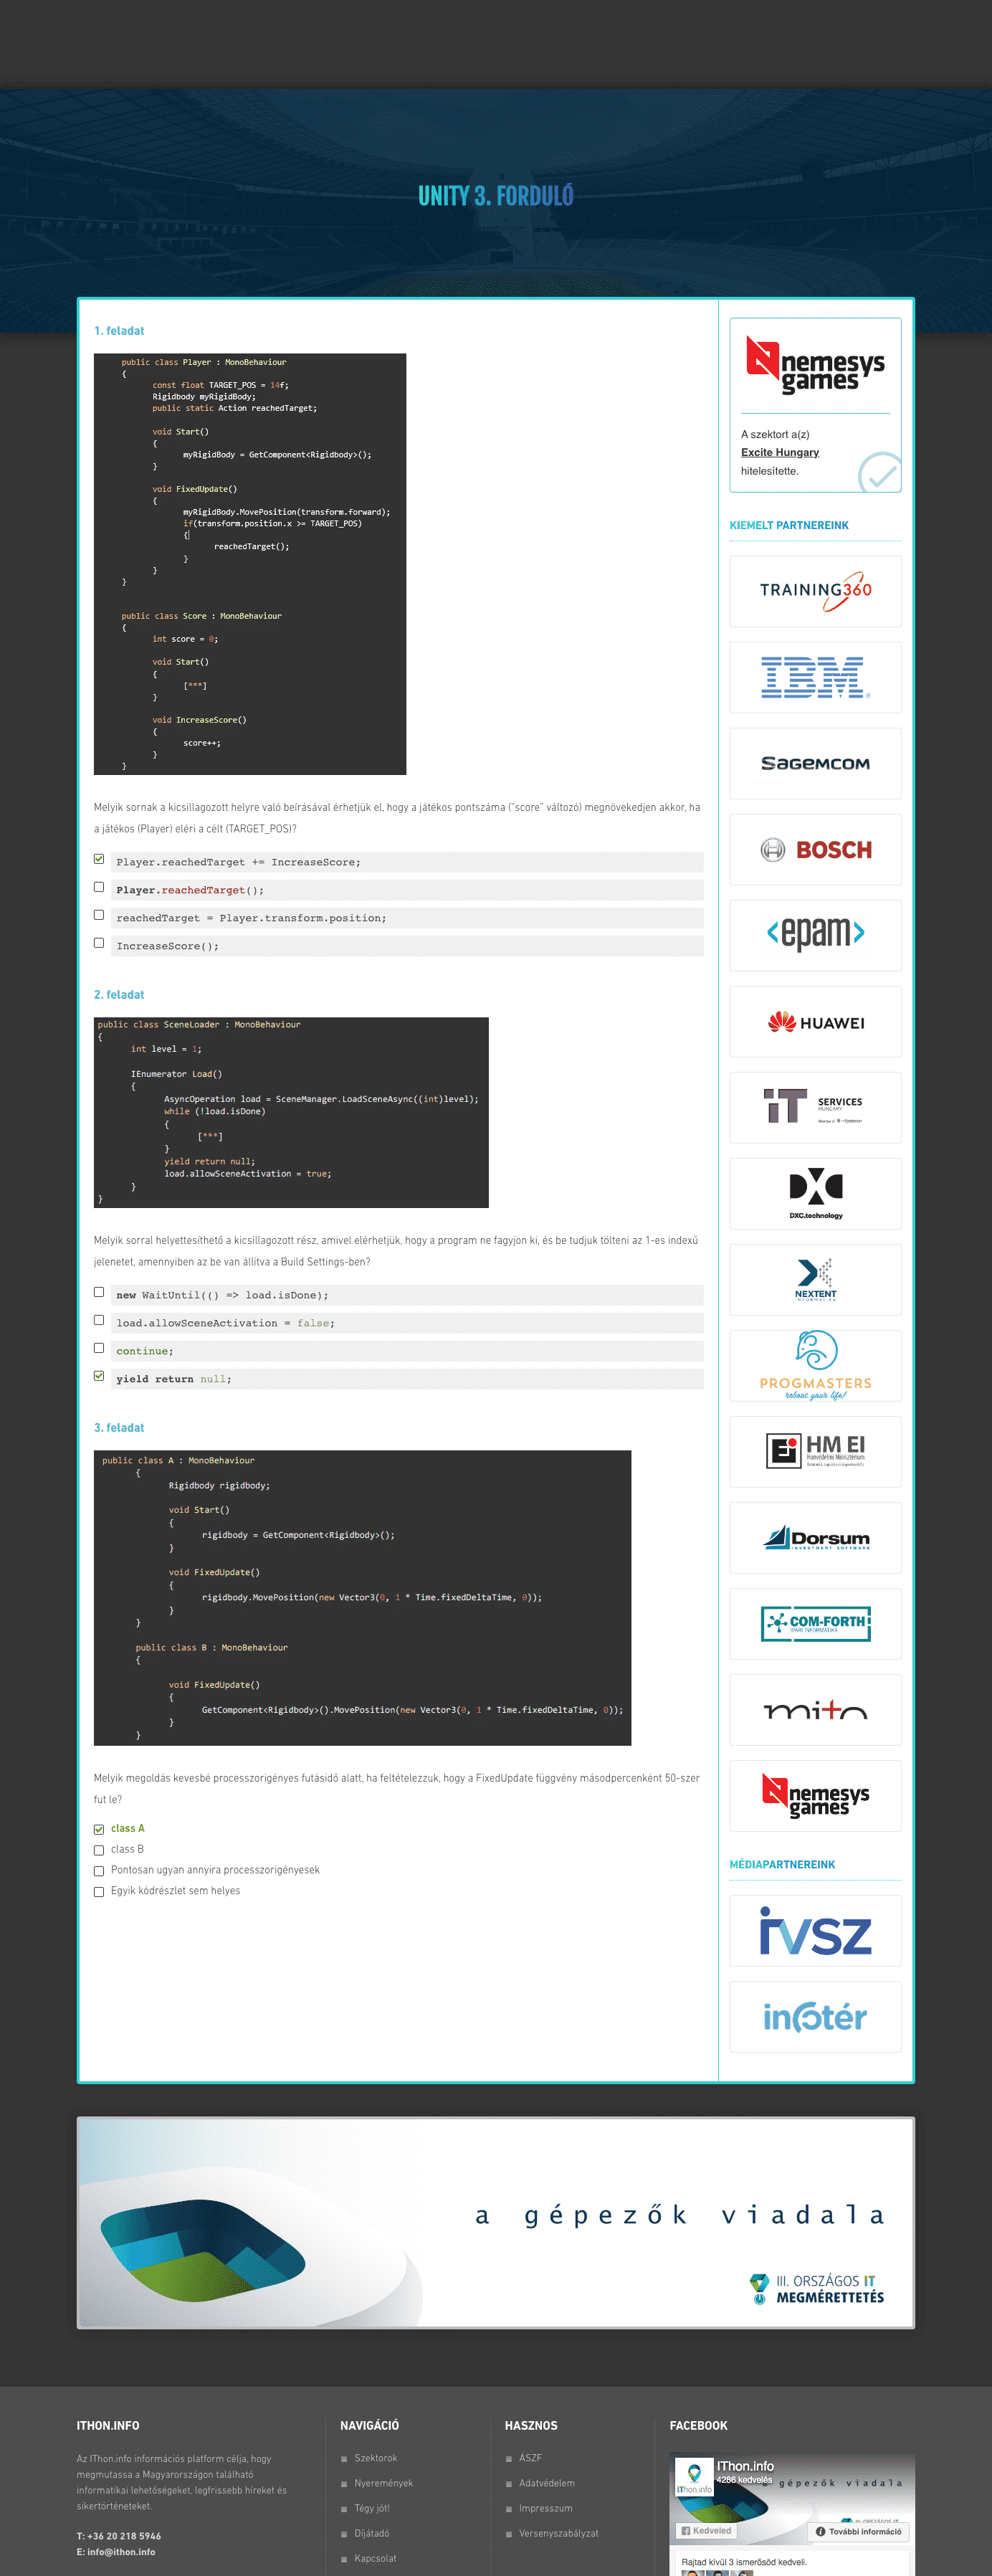 UNITY 3. FORDULÓ
1. feladat
public class Player : MonoBehaviour
{
const float TARGET_POS = 14f;
Rigidbody myRigidBody;
public static Action reachedTarget;
void Start()
{
myRigidBody = GetComponent<Rigidbody>();
}
void FixedUpdate()
{
myRigidBody.MovePosition(transform.forward);
if(transform.position.x >= TARGET_POS)
{
reachedTarget();
}
}
}
public class Score : MonoBehaviour
{
int score = 0;
void Start()
{
[***]
}
void IncreaseScore()
{
score++;
}
}
Melyik sornak a kicsillagozott helyre való beírásával érhetjük el, hogy a játékos pontszáma ("score" változó) megnövekedjen akkor, ha
a játékos (Player) eléri a célt (TARGET_POS)?
Player.reachedTarget += IncreaseScore;
Player.reachedTarget();
reachedTarget = Player.transform.position;
IncreaseScore();
2. feladat
public class SceneLoader : MonoBehaviour
{
int level = 1;
IEnumerator Load()
{
AsyncOperation load = SceneManager.LoadSceneAsync((int)level);
while (!load.isDone)
{
[***]
}
yield return null;
load.allowSceneActivation = true;
}
}
Melyik sorral helyettesíthető a kicsillagozott rész, amivel elérhetjük, hogy a program ne fagyjon ki, és be tudjuk tölteni az 1-es indexű
jelenetet, amennyiben az be van állítva a Build Settings-ben?
new WaitUntil(() => load.isDone);
load.allowSceneActivation = false;
continue;
yield return null;
3. feladat
public class A : MonoBehaviour
{
Rigidbody rigidbody;
void Start()
{
rigidbody = GetComponent<Rigidbody>();
}
void FixedUpdate()
{
rigidbody.MovePosition(new Vector3(0, 1 * Time.fixedDeltaTime, 0));
}
}
public class B : MonoBehaviour
{
void FixedUpdate()
{
GetComponent<Rigidbody>().MovePosition(new Vector3(0, 1 * Time.fixedDeltaTime, 0));
}
}
Melyik megoldás kevesbé processzorigényes futásidő alatt, ha feltételezzuk, hogy a FixedUpdate függvény másodpercenként 50-szer
fut le?
class A
class B
Pontosan ugyan annyira processzorigényesek
Egyik kódrészlet sem helyes
nemesys
games
A szektort a(z)
Excite Hungary
hitelesítette.
KIEMELT PARTNEREINK
TRAINING360
IBM
SAGEMCOM
BOSCH
<epam>
HUAWEI
iT SERVICES
HUNGARY
DXC.technology
NEXTENT
INFORMATIKA
PROGMASTERS
reboot your life!
Ei HM EI
Honvédelmi Minisztérium
Dorsum
INVESTMENT SOFTWARE
COM-FORTH
IPARI INFORMATIKA
mito
nemesys
games
MÉDIAPARTNEREINK
ivsz
infotér
a gépezők viadala
III. ORSZÁGOS IT
MEGMÉRETTETÉS
ITHON.INFO
Az IThon.info információs platform célja, hogy
megmutassa a Magyarországon található
informatikai lehetőségeket, legfrissebb híreket és
sikertörténeteket.
T: +36 20 218 5946
E: info@ithon.info
NAVIGÁCIÓ
Szektorok
Nyeremények
Tégy jót!
Díjátadó
Kapcsolat
HASZNOS
ÁSZF
Adatvédelem
Impresszum
Versenyszabályzat
FACEBOOK
IThon.info
4286 kedvelés
a gépezők viadala
IThon.info
Kedveled
További információ
Rajtad kívül 3 ismerősöd kedveli.